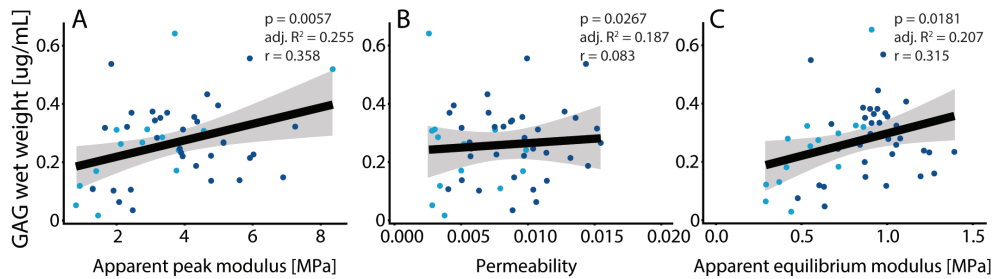 A
p = 0.0057
adj. R² = 0.255
r = 0.358
B
p = 0.0267
adj. R² = 0.187
r = 0.083
C
p = 0.0181
adj. R² = 0.207
r = 0.315
GAG wet weight [ug/mL]
0.6
0.4
0.2
0
2 4 6 8
Apparent peak modulus [MPa]
0.6
0.4
0.2
0
0.000 0.005 0.010 0.015 0.020
Permeability
0.6
0.4
0.2
0
0.0 0.5 1.0 1.5
Apparent equilibrium modulus [MPa]